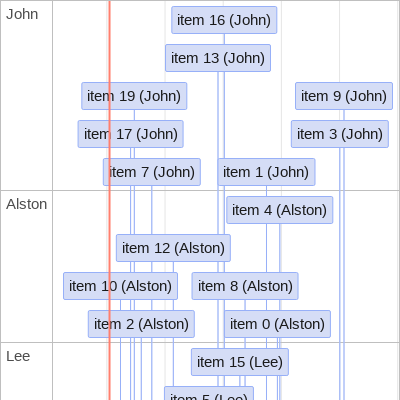 John
item 16 (John)
item 13 (John)
item 19 (John)
item 9 (John)
item 17 (John)
item 3 (John)
item 7 (John)
item 1 (John)
Alston
item 4 (Alston)
item 12 (Alston)
item 10 (Alston)
item 8 (Alston)
item 2 (Alston)
item 0 (Alston)
Lee
item 15 (Lee)
item 5 (Lee)